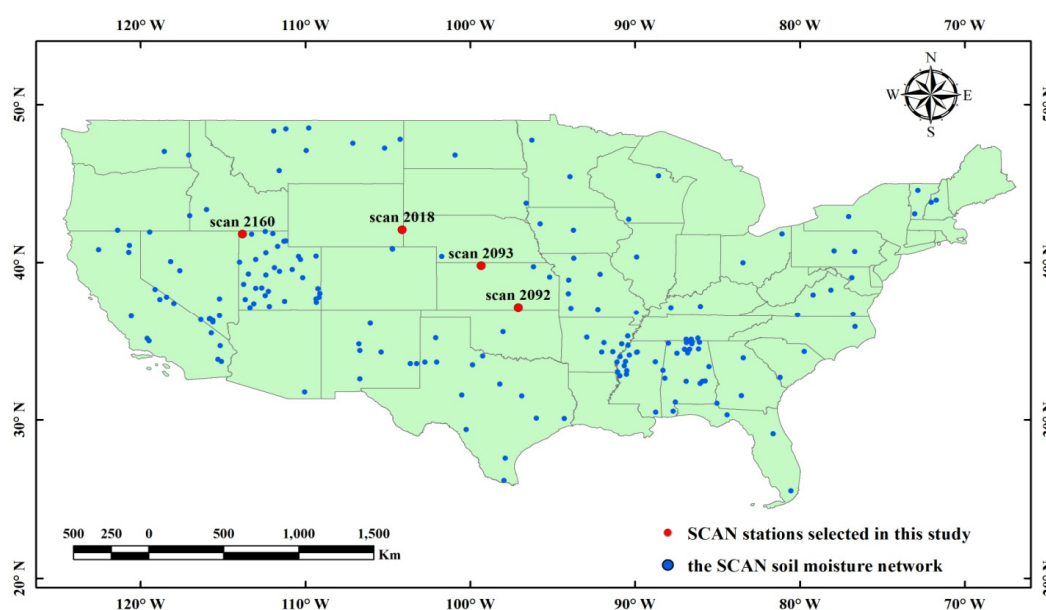 120° W 110° W 100° W 90° W 80° W 70° W
N
W E
S
50° N 50° N
scan 2160
scan 2018
scan 2093
40° N 40° N
scan 2092
30° N
500 250 0 500 1,000 1,500
Km
SCAN stations selected in this study
the SCAN soil moisture network
20° N
120° W 110° W 100° W 90° W 80° W 70° W